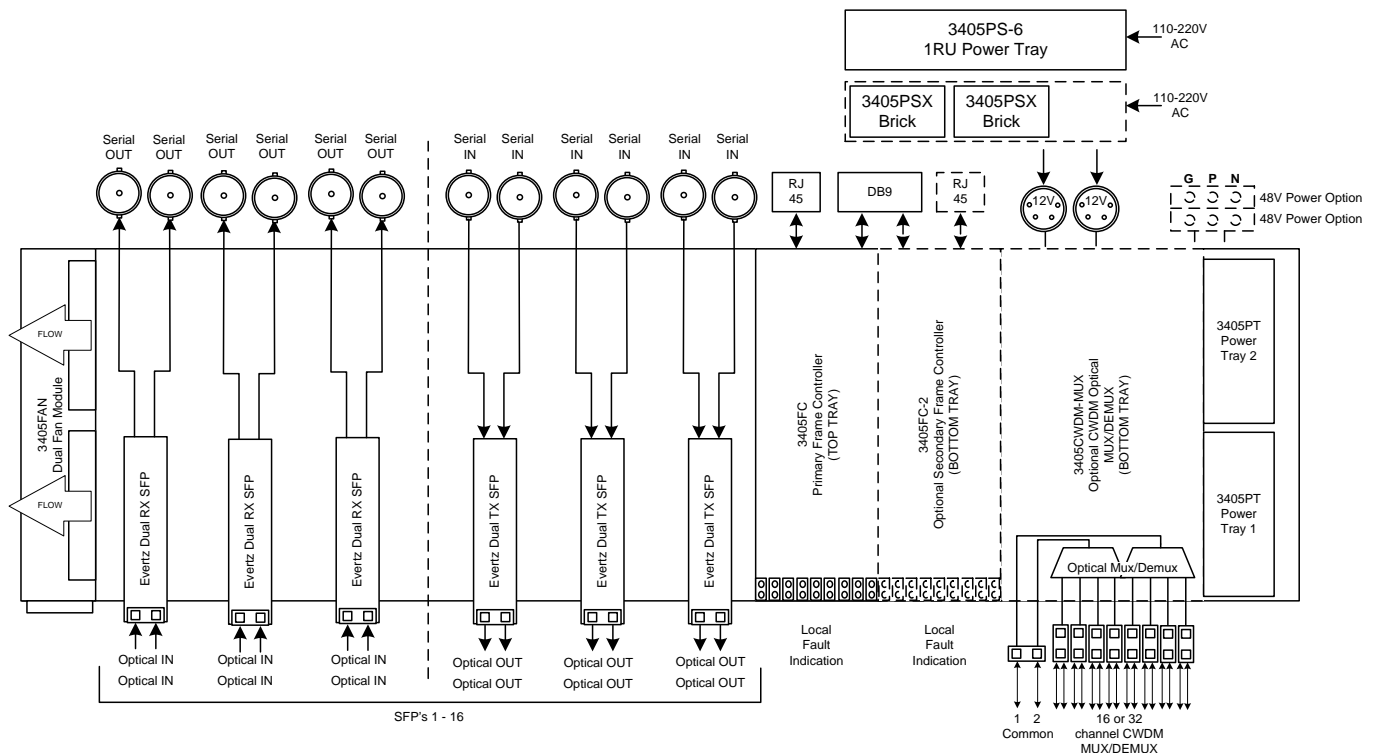 3405PS-6
1RU Power Tray
110-220V
AC
3405PSX
Brick
3405PSX
Brick
110-220V
AC
Serial
OUT
Serial
OUT
Serial
OUT
Serial
OUT
Serial
OUT
Serial
OUT
Serial
IN
Serial
IN
Serial
IN
Serial
IN
Serial
IN
Serial
IN
RJ
45
DB9
RJ
45
12V
12V
G P N
48V Power Option
48V Power Option
FLOW
FLOW
3405FAN
Dual Fan Module
Evertz Dual RX SFP
Evertz Dual RX SFP
Evertz Dual RX SFP
Evertz Dual TX SFP
Evertz Dual TX SFP
Evertz Dual TX SFP
3405FC
Primary Frame Controller
(TOP TRAY)
3405FC-2
Optional Secondary Frame Controller
(BOTTOM TRAY)
3405CWDM-MUX
Optional CWDM Optical
MUX/DEMUX
(BOTTOM TRAY)
3405PT
Power
Tray 2
3405PT
Power
Tray 1
Optical Mux/Demux
Optical IN
Optical IN
Optical IN
Optical IN
Optical IN
Optical IN
Optical OUT
Optical OUT
Optical OUT
Optical OUT
Optical OUT
Optical OUT
Local
Fault
Indication
Local
Fault
Indication
SFP's 1 - 16
1 2
Common
16 or 32
channel CWDM
MUX/DEMUX